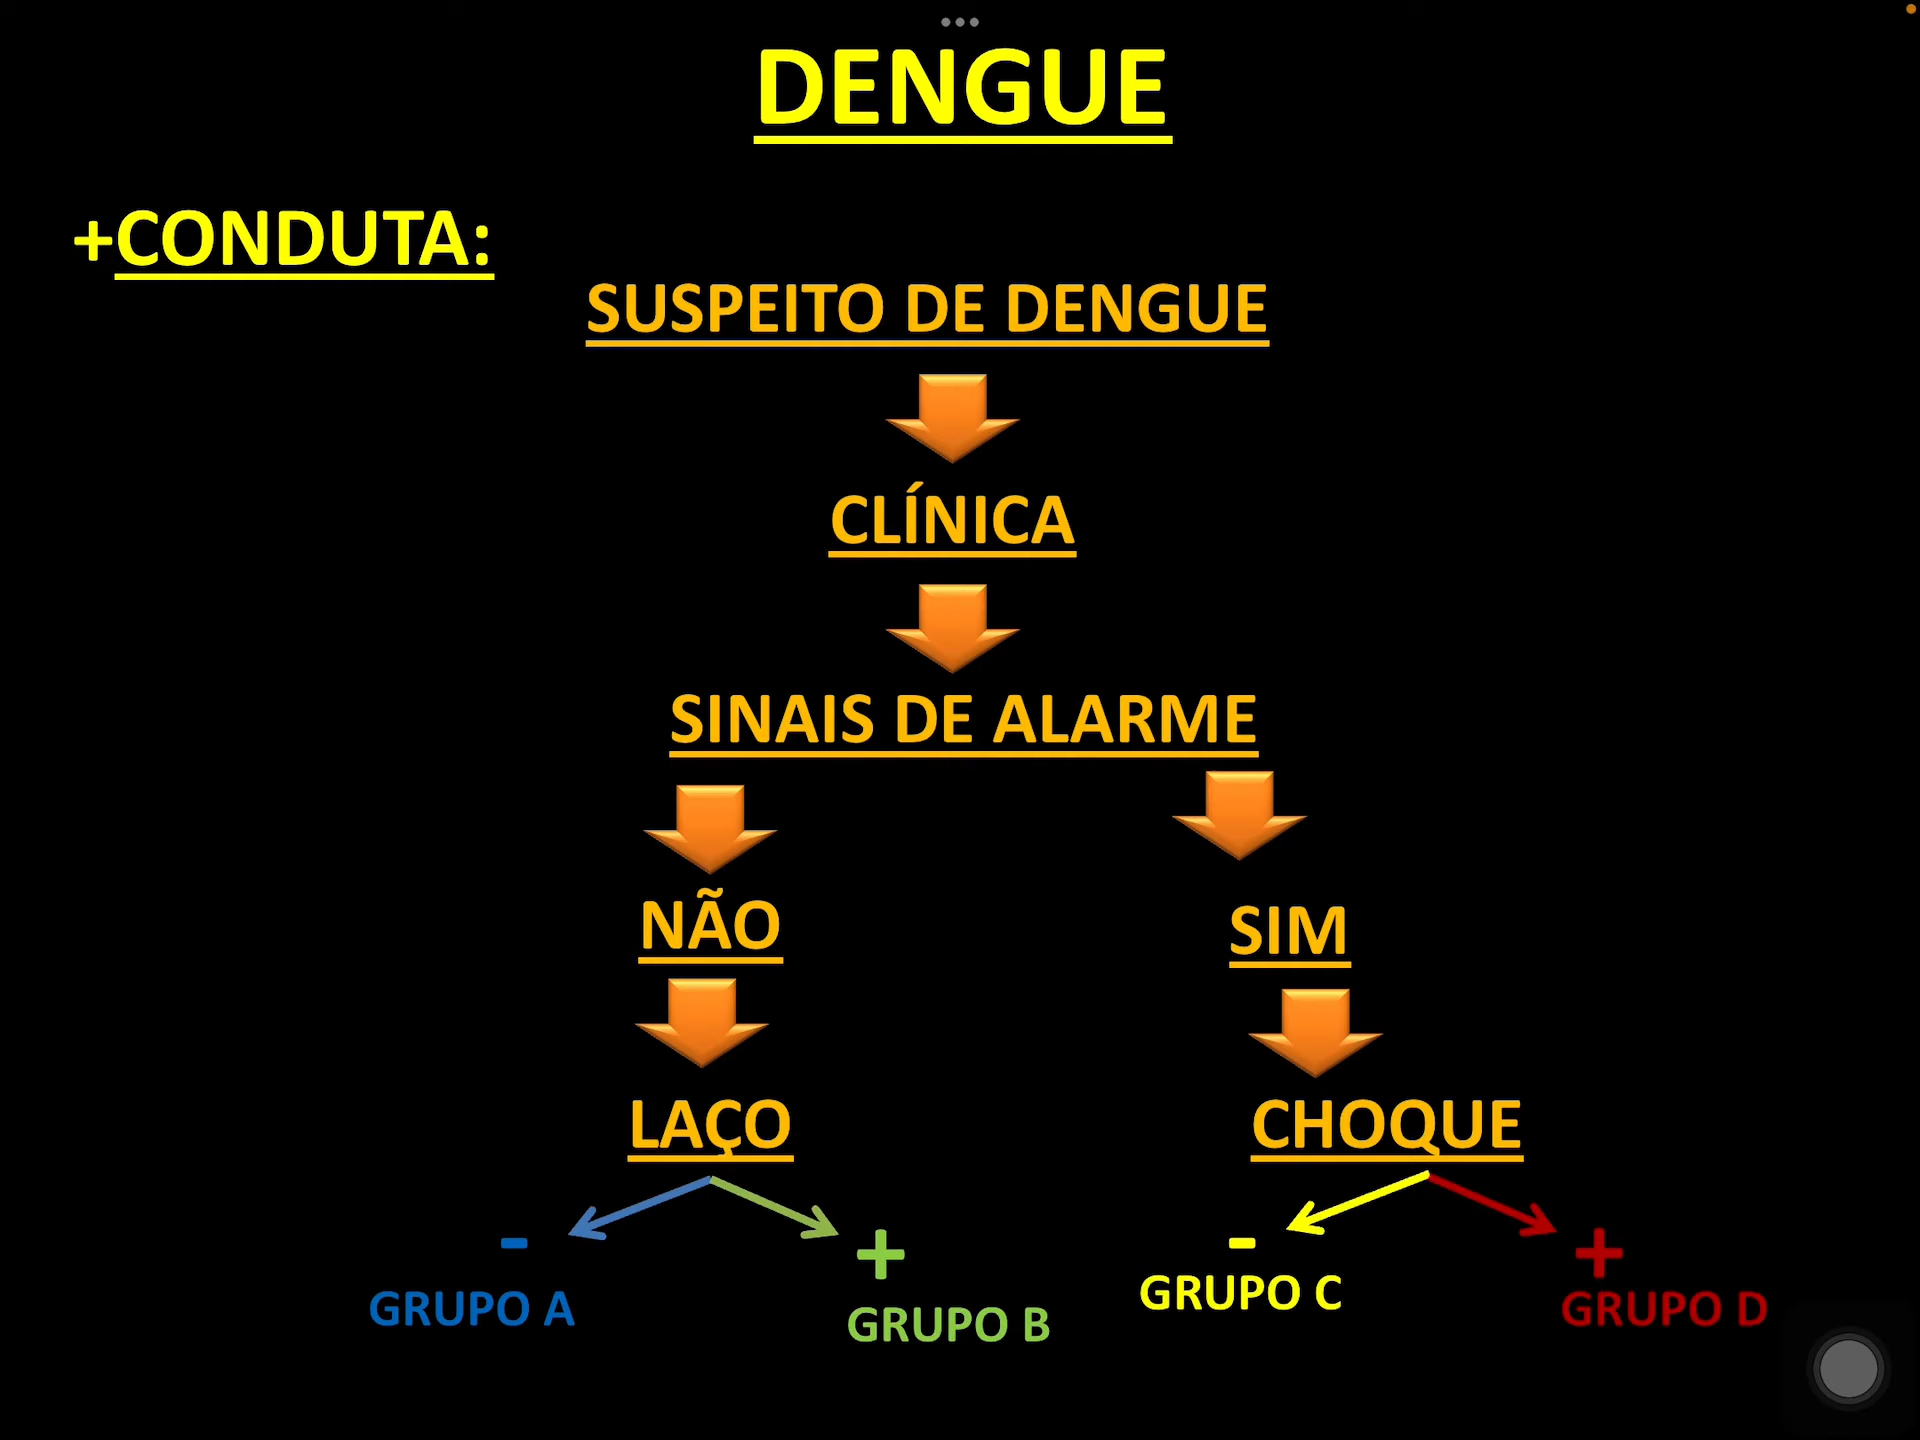 DENGUE
+CONDUTA:
SUSPEITO DE DENGUE
CLÍNICA
SINAIS DE ALARME
NÃO
SIM
LAÇO
CHOQUE
- + - +
GRUPO A GRUPO B GRUPO C GRUPO D